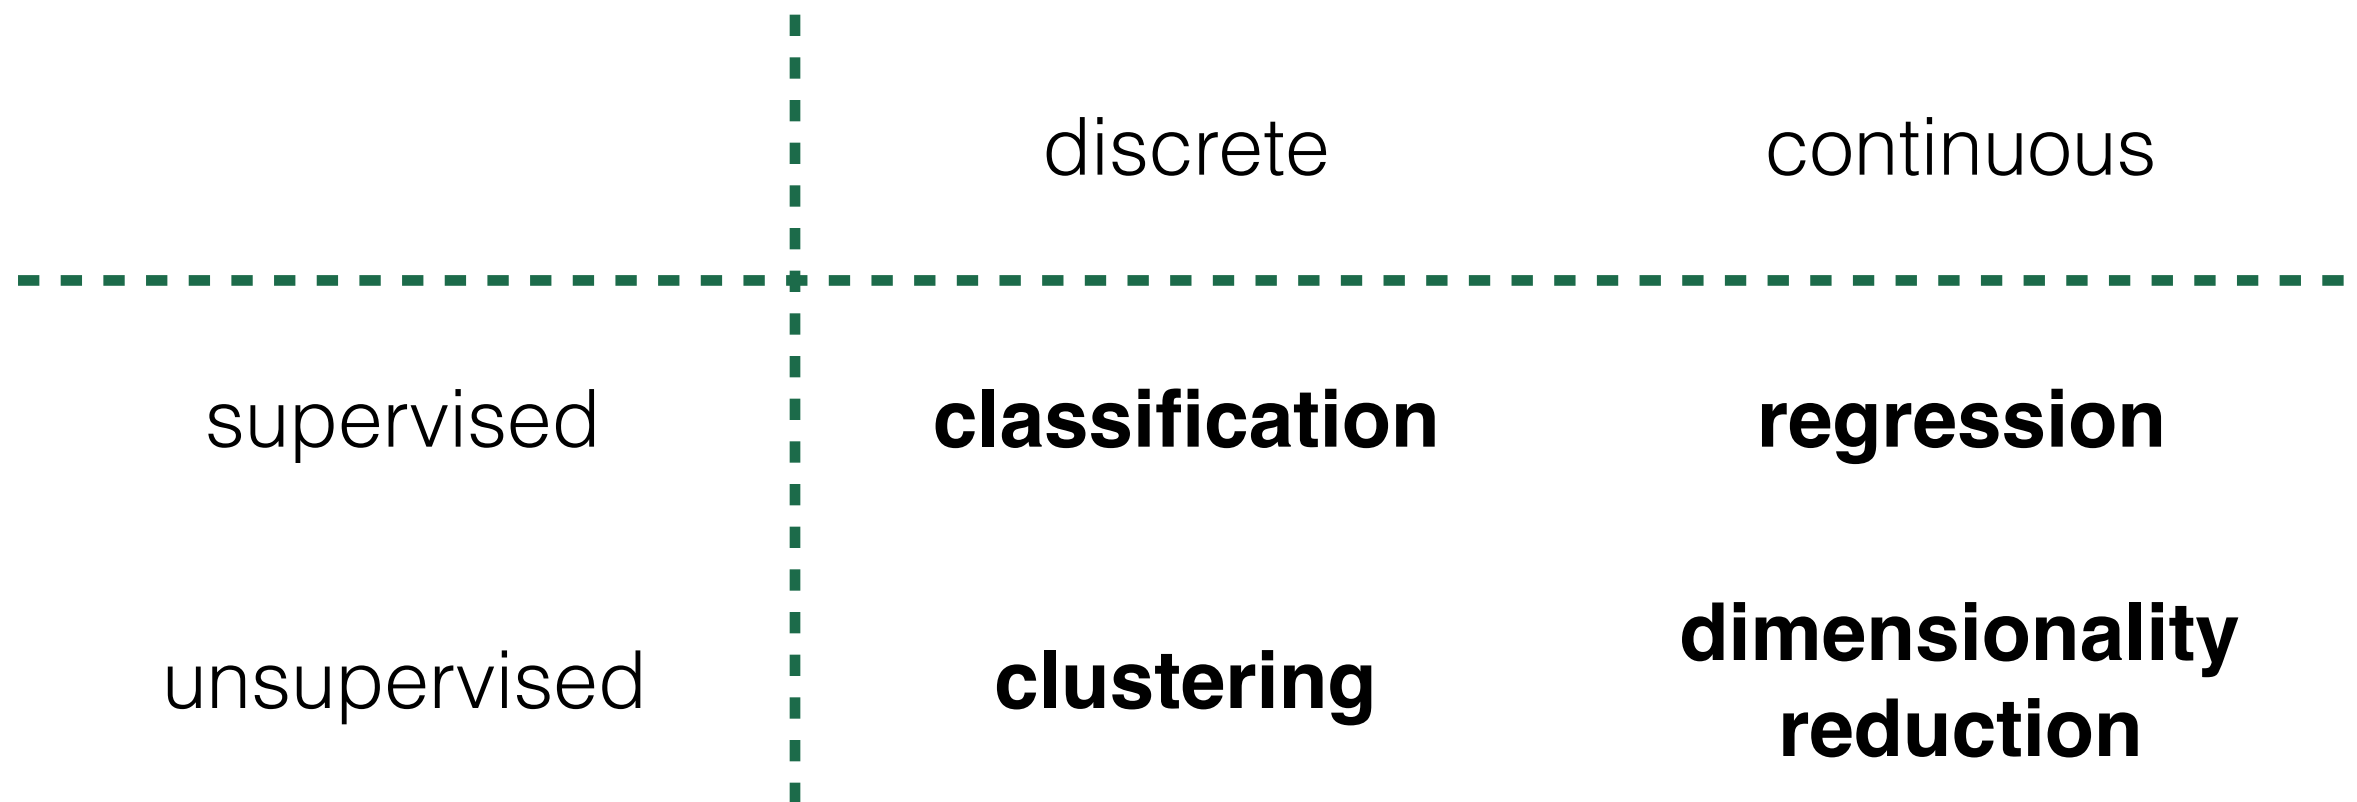 discrete continuous
supervised classification regression
unsupervised clustering dimensionality
reduction